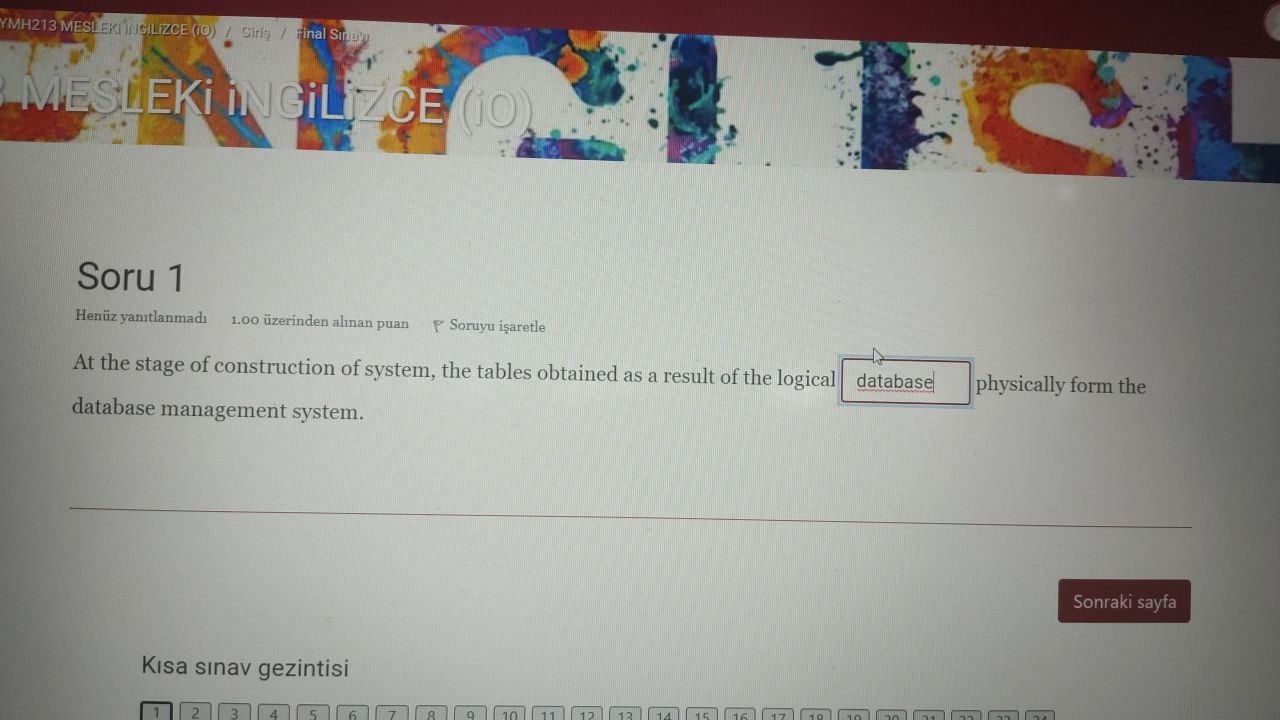 YMH213 MESLEKİ İNGİLİZCE (İO) / Giriş / Final Sınavı
3 MESLEKİ İNGİLİZCE (İO)
Soru 1
Henüz yanıtlanmadı 1.00 üzerinden alınan puan Soruyu işaretle
At the stage of construction of system, the tables obtained as a result of the logical database physically form the
database management system.
Sonraki sayfa
Kısa sınav gezintisi
1 2 3 4 5 6 7 8 9 10 11 12 13 14 15 16 17 18 19 20 21 22 23 24